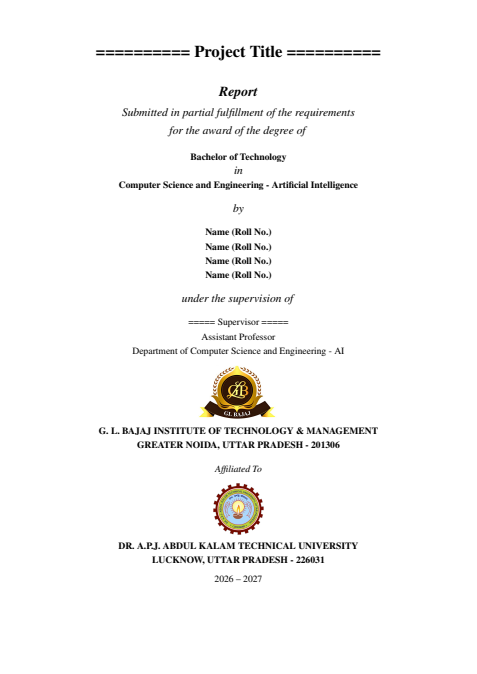 ========== Project Title ==========
Report
Submitted in partial fulfillment of the requirements
for the award of the degree of
Bachelor of Technology
in
Computer Science and Engineering - Artificial Intelligence
by
Name (Roll No.)
Name (Roll No.)
Name (Roll No.)
Name (Roll No.)
under the supervision of
===== Supervisor =====
Assistant Professor
Department of Computer Science and Engineering - AI
GL BAJAJ
G. L. BAJAJ INSTITUTE OF TECHNOLOGY & MANAGEMENT
GREATER NOIDA, UTTAR PRADESH - 201306
Affiliated To
DR. A.P.J. ABDUL KALAM TECHNICAL UNIVERSITY
LUCKNOW, UTTAR PRADESH - 226031
2026 – 2027